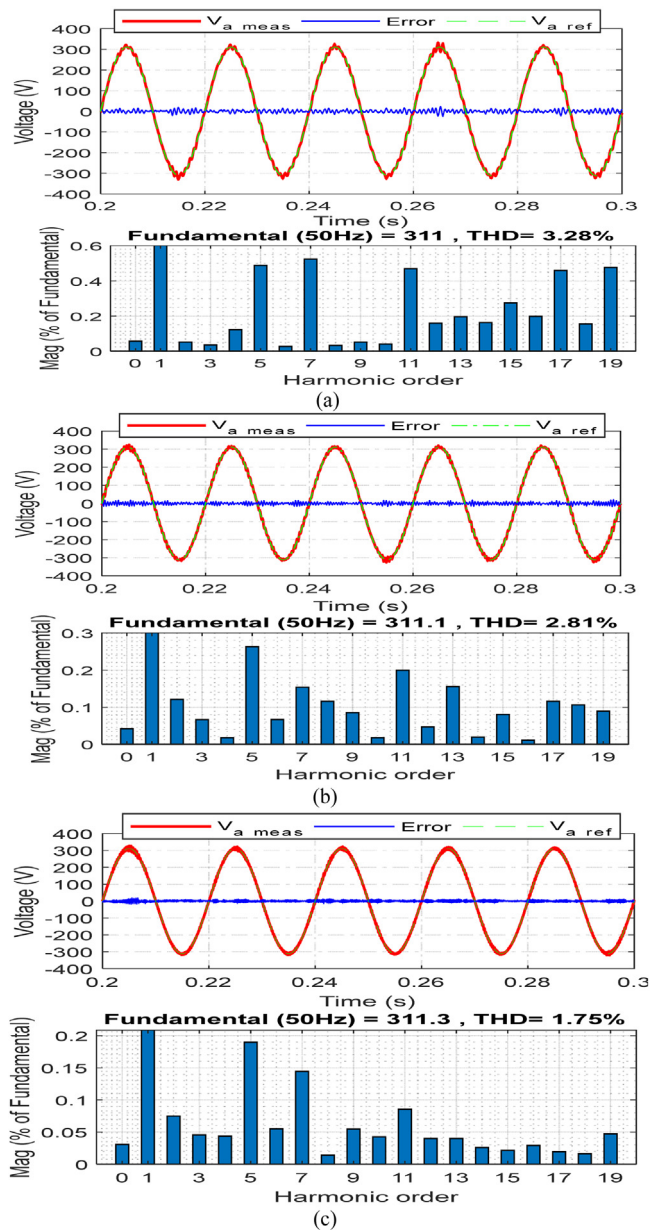 V_a meas Error V_a ref
400
300
200
100
0
-100
-200
-300
-400
Voltage (V)
0.2 0.22 0.24 0.26 0.28 0.3
Time (s)
Fundamental (50Hz) = 311 , THD= 3.28%
0.6
0.4
0.2
0
Mag (% of Fundamental)
0 1 3 5 7 9 11 13 15 17 19
Harmonic order
(a)
V_a meas Error V_a ref
400
300
200
100
0
-100
-200
-300
-400
Voltage (V)
0.2 0.22 0.24 0.26 0.28 0.3
Time (s)
Fundamental (50Hz) = 311.1 , THD= 2.81%
0.3
0.2
0.1
0
Mag (% of Fundamental)
0 1 3 5 7 9 11 13 15 17 19
Harmonic order
(b)
V_a meas Error V_a ref
400
300
200
100
0
-100
-200
-300
-400
Voltage (V)
0.2 0.22 0.24 0.26 0.28 0.3
Time (s)
Fundamental (50Hz) = 311.3 , THD= 1.75%
0.2
0.15
0.1
0.05
0
Mag (% of Fundamental)
0 1 3 5 7 9 11 13 15 17 19
Harmonic order
(c)